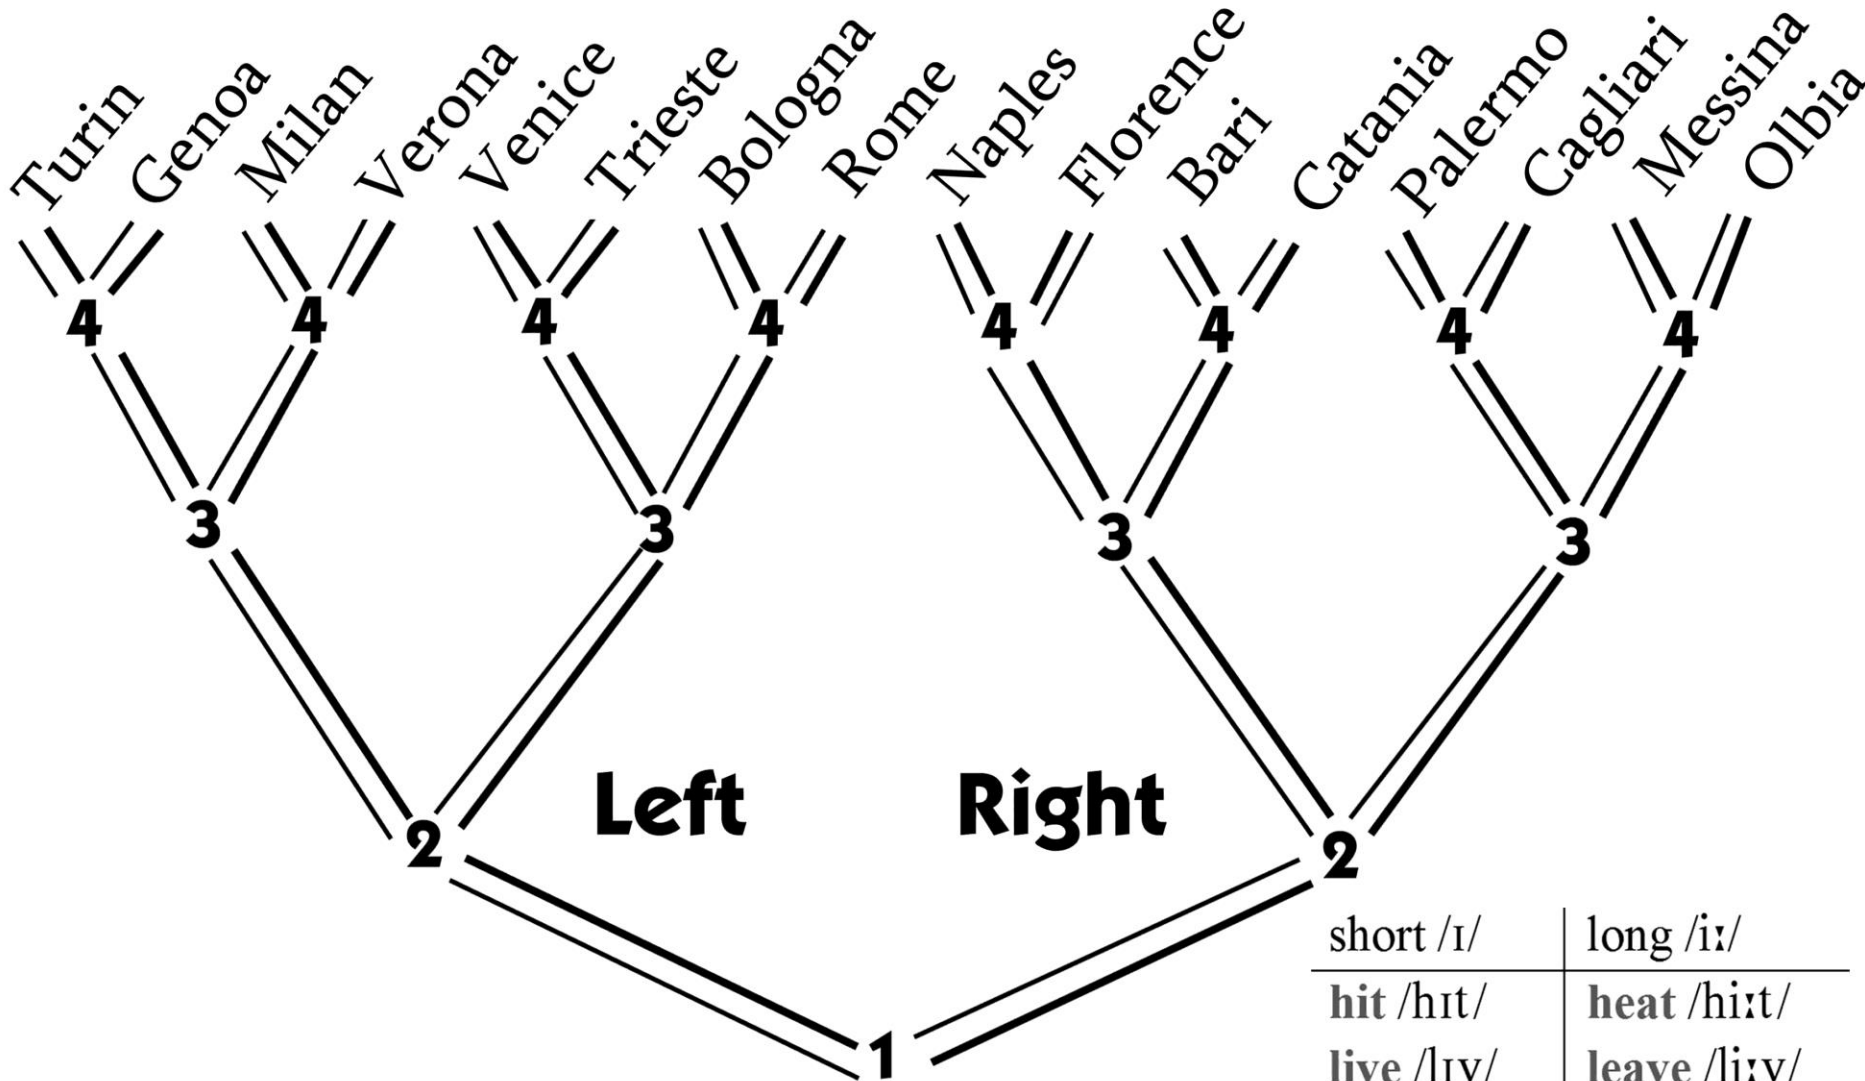 Turin Genoa Milan Verona Venice Trieste Bologna Rome Naples Florence Bari Catania Palermo Cagliari Messina Olbia
4 4 4 4 4 4 4 4
3 3 3 3
Left Right
2 2
short /ɪ/ long /iː/
hit /hɪt/ heat /hiːt/
1
live /lɪv/ leave /liːv/